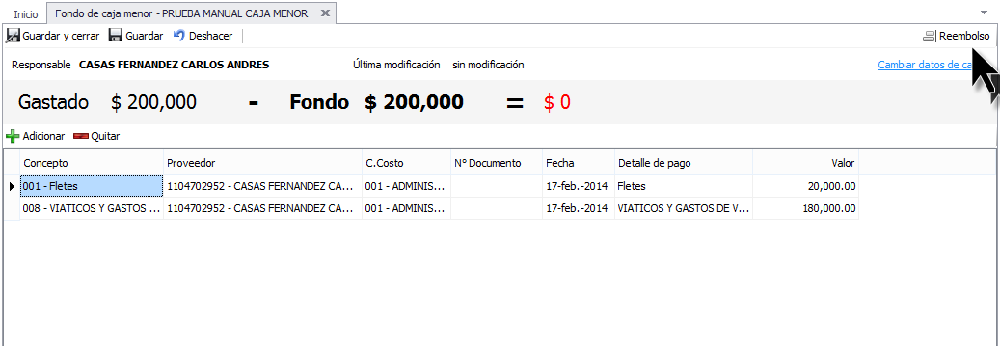 Inicio Fondo de caja menor - PRUEBA MANUAL CAJA MENOR
Guardar y cerrar Guardar Deshacer Reembolso
Responsable CASAS FERNANDEZ CARLOS ANDRES Última modificación sin modificación Cambiar datos de
Gastado $ 200,000 - Fondo $ 200,000 = $ 0
Adicionar Quitar
Concepto Proveedor C.Costo Nº Documento Fecha Detalle de pago Valor
001 - Fletes 1104702952 - CASAS FERNANDEZ CA... 001 - ADMINIS... 17-feb.-2014 Fletes 20,000.00
008 - VIATICOS Y GASTOS ... 1104702952 - CASAS FERNANDEZ CA... 001 - ADMINIS... 17-feb.-2014 VIATICOS Y GASTOS DE V... 180,000.00